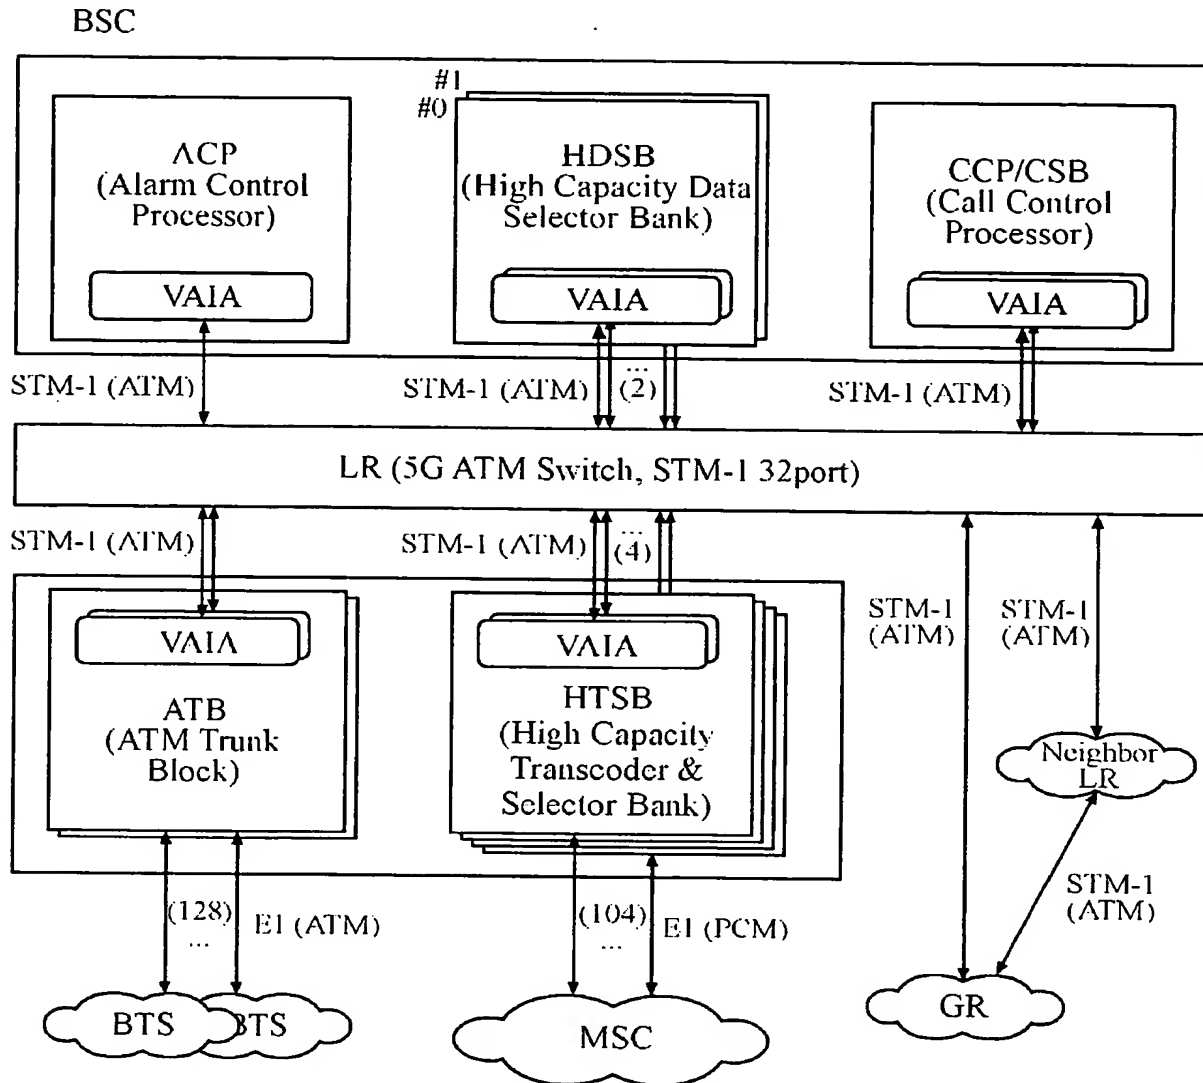 BSC
#1
#0
ACP
(Alarm Control
Processor)
VAIA
HDSB
(High Capacity Data
Selector Bank)
VAIA
CCP/CSB
(Call Control
Processor)
VAIA
STM-1 (ATM)
STM-1 (ATM)
...
(2)
STM-1 (ATM)
LR (5G ATM Switch, STM-1 32port)
STM-1 (ATM)
STM-1 (ATM)
...
(4)
STM-1
(ATM)
STM-1
(ATM)
VAIA
ATB
(ATM Trunk
Block)
VAIA
HTSB
(High Capacity
Transcoder &
Selector Bank)
Neighbor
LR
STM-1
(ATM)
(128)
...
E1 (ATM)
(104)
...
E1 (PCM)
BTS
BTS
MSC
GR